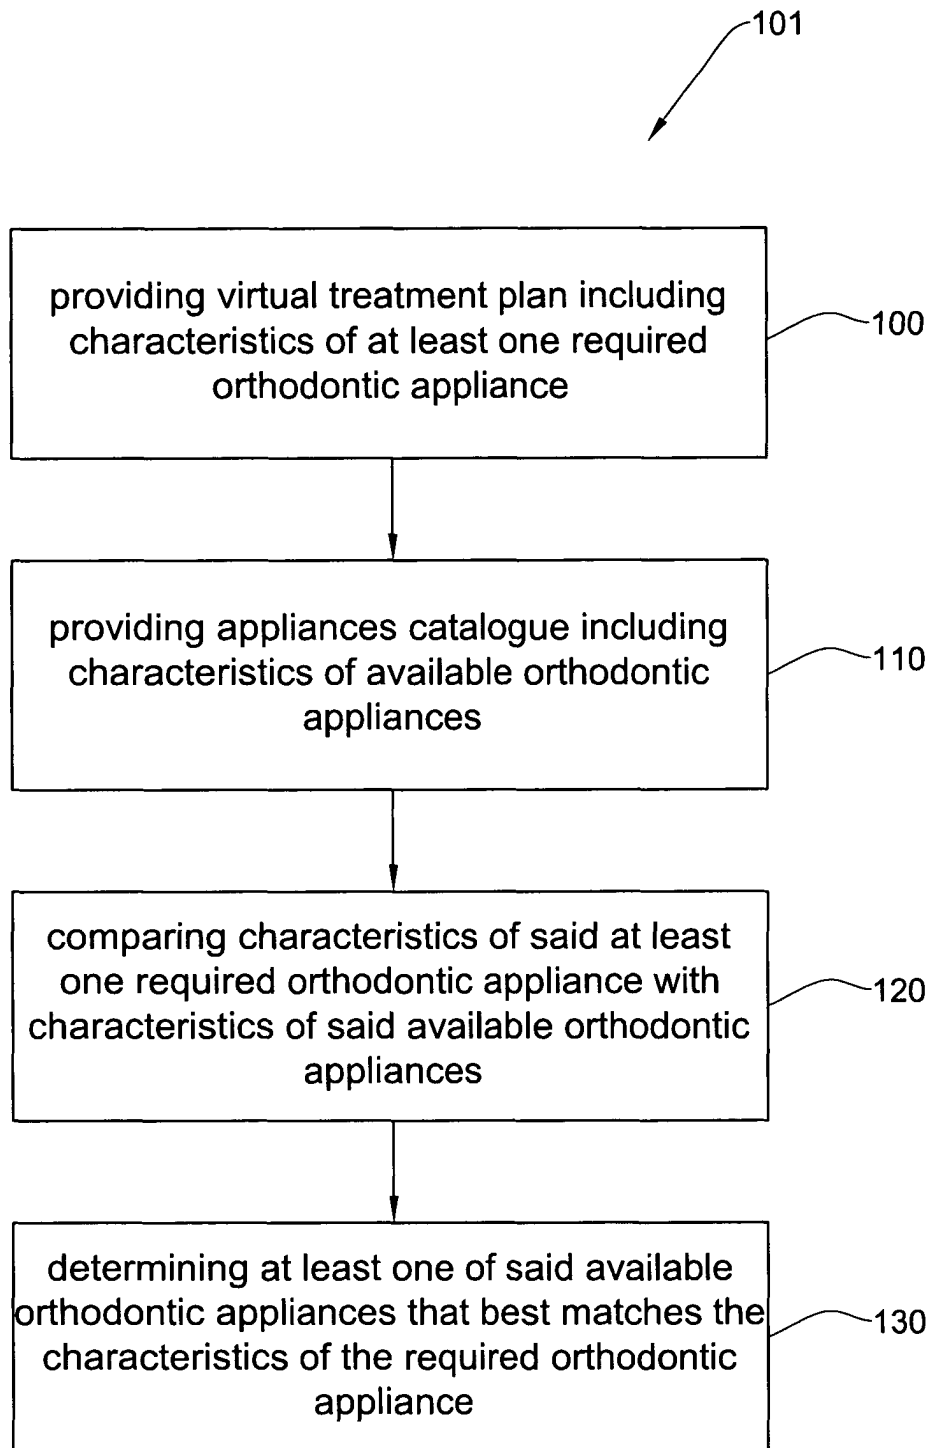 101
providing virtual treatment plan including
characteristics of at least one required
orthodontic appliance
100
providing appliances catalogue including
characteristics of available orthodontic
appliances
110
comparing characteristics of said at least
one required orthodontic appliance with
characteristics of said available orthodontic
appliances
120
determining at least one of said available
orthodontic appliances that best matches the
characteristics of the required orthodontic
appliance
130